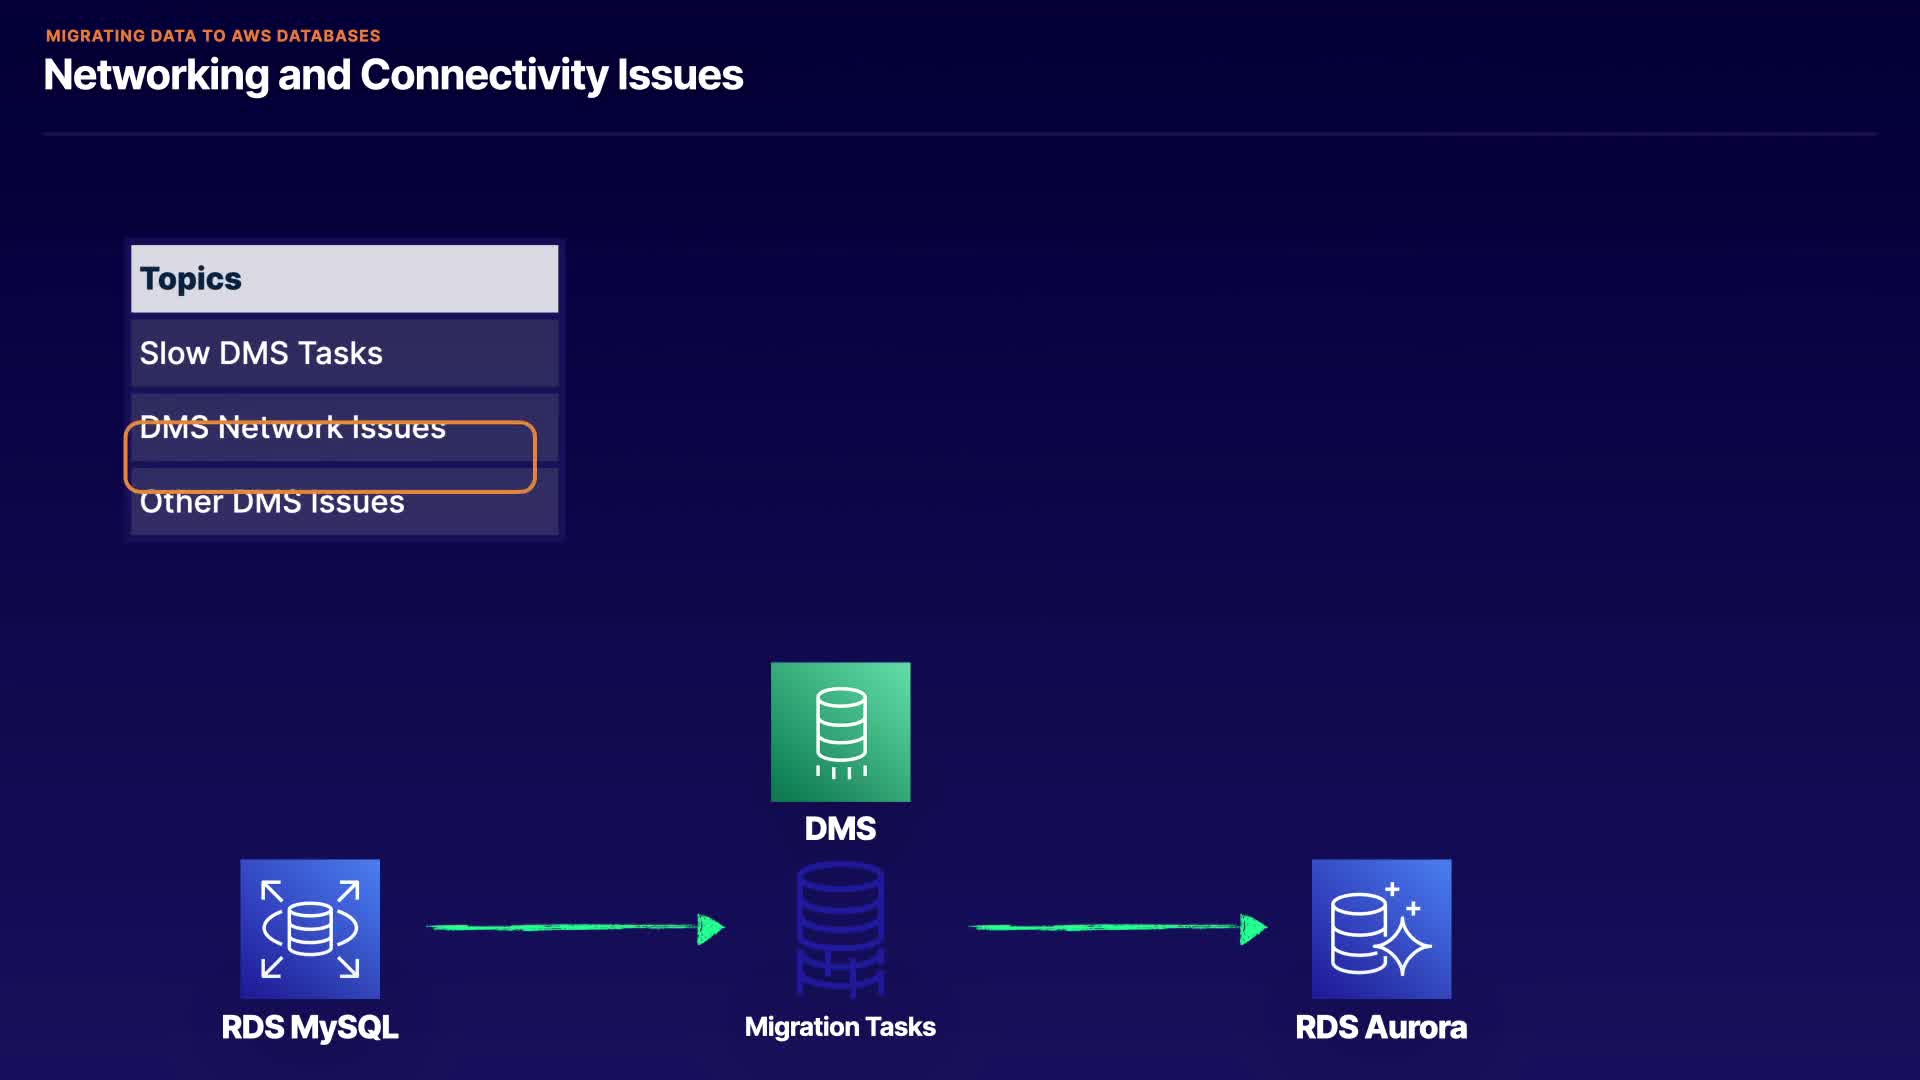 MIGRATING DATA TO AWS DATABASES
Networking and Connectivity Issues
Topics
Slow DMS Tasks
DMS Network Issues
Other DMS Issues
DMS
RDS MySQL
Migration Tasks
RDS Aurora